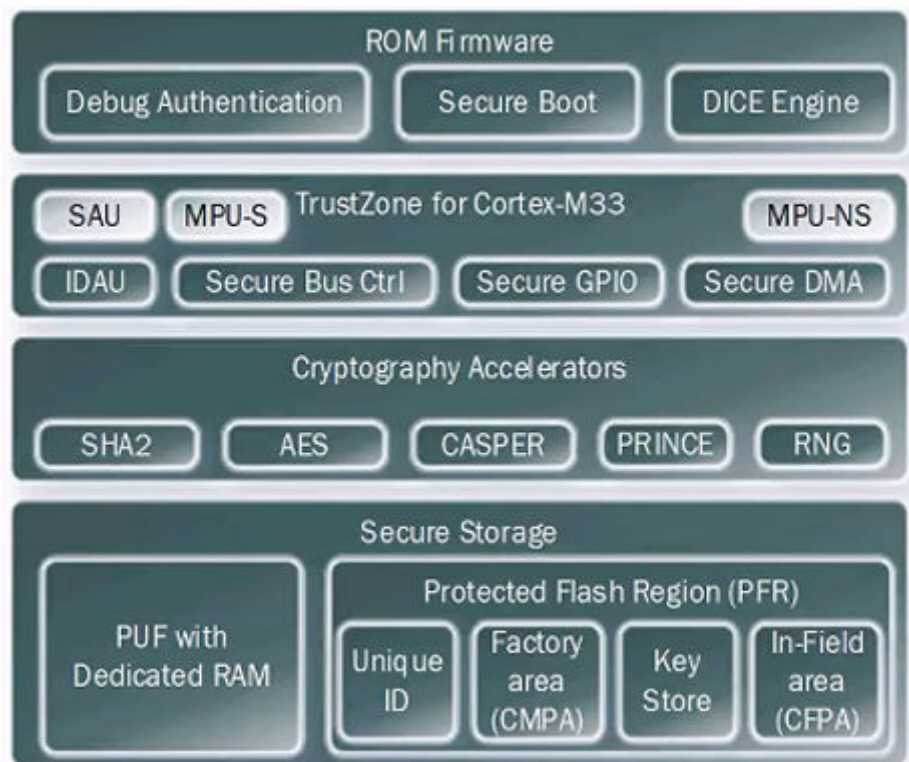 ROM Firmware
Debug Authentication
Secure Boot
DICE Engine
SAU
MPU-S
TrustZone for Cortex-M33
MPU-NS
IDAU
Secure Bus Ctrl
Secure GPIO
Secure DMA
Cryptography Accelerators
SHA2
AES
CASPER
PRINCE
RNG
Secure Storage
PUF with
Dedicated RAM
Protected Flash Region (PFR)
Unique
ID
Factory
area
(CMPA)
Key
Store
In-Field
area
(CFPA)